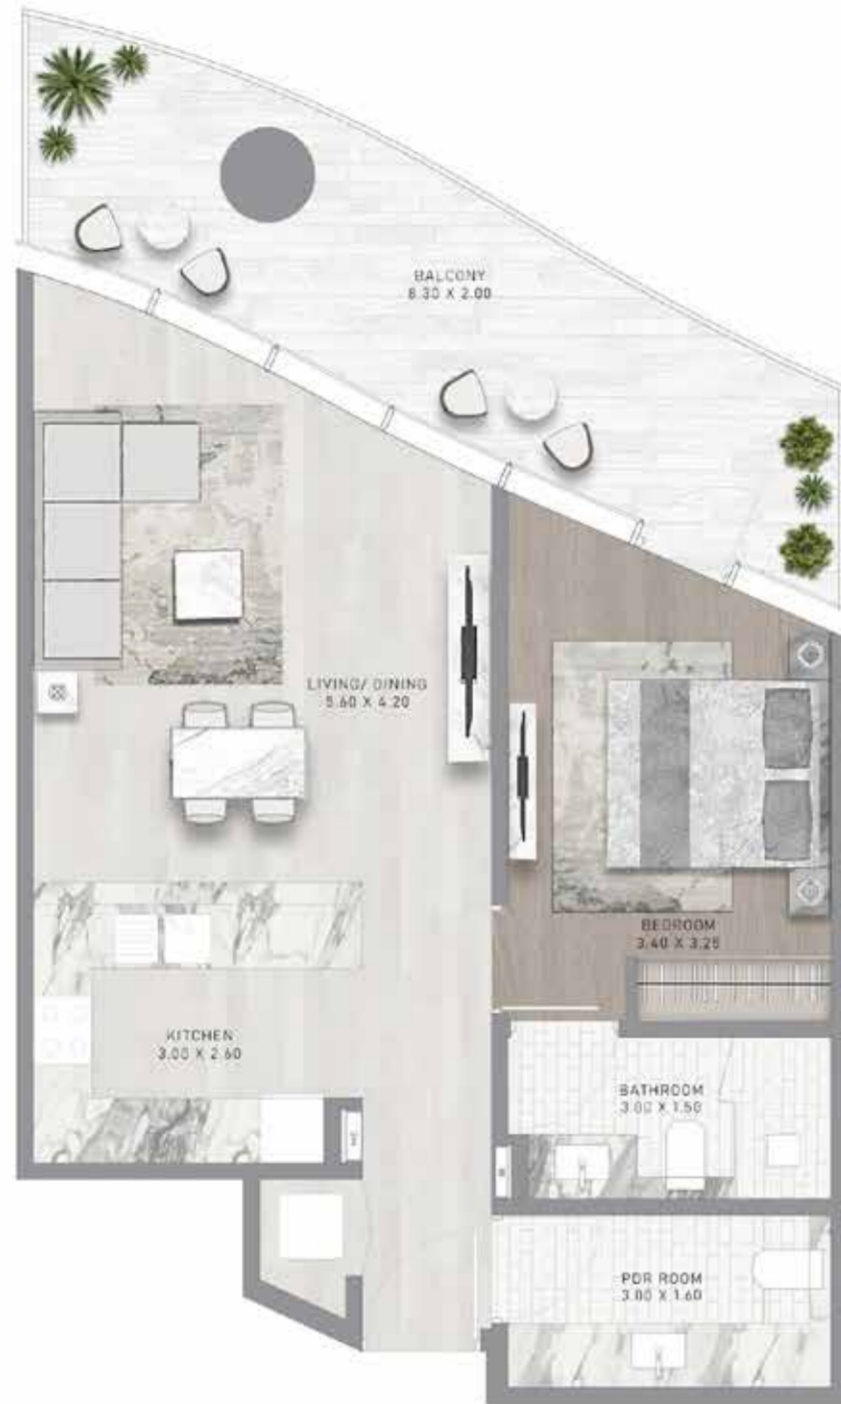 BALCONY
8.30 X 2.00
LIVING/ DINING
5.60 X 4.20
BEDROOM
3.40 X 3.25
KITCHEN
3.00 X 2.60
BATHROOM
3.00 X 1.50
PDR ROOM
3.00 X 1.60